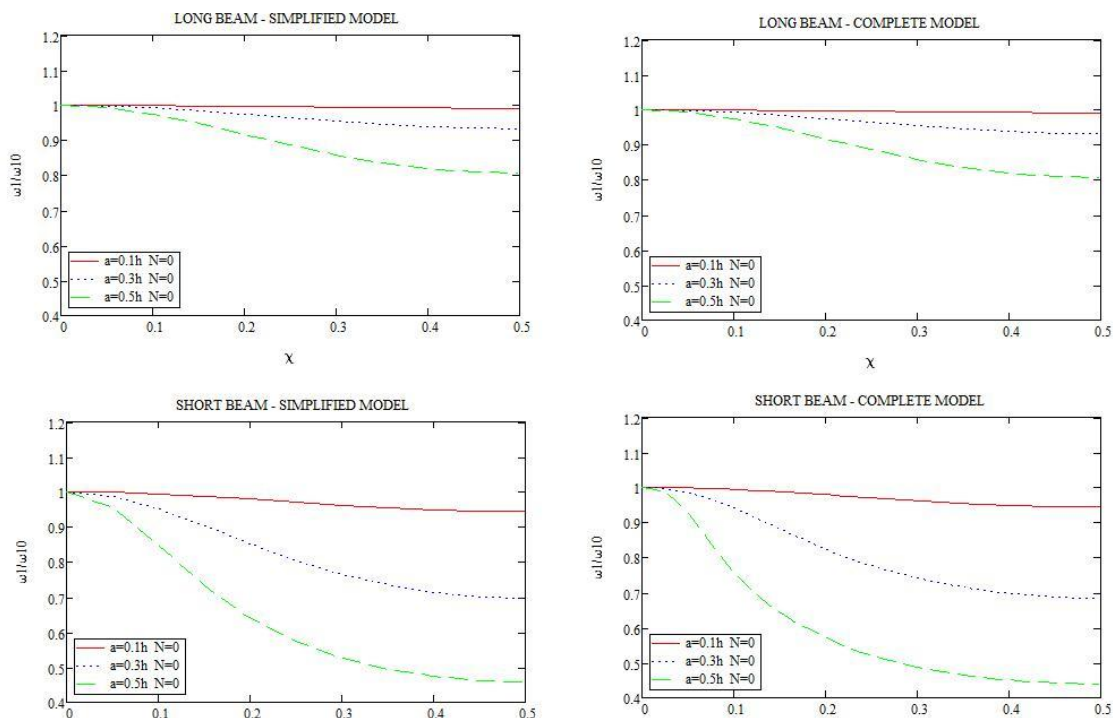 LONG BEAM - SIMPLIFIED MODEL
1.2
1.1
1
0.9
0.8
0.7
0.6
0.5
0.4
ω1/ω10
a=0.1h N=0
a=0.3h N=0
a=0.5h N=0
0 0.1 0.2 0.3 0.4 0.5
χ
LONG BEAM - COMPLETE MODEL
1.2
1.1
1
0.9
0.8
0.7
0.6
0.5
0.4
ω1/ω10
a=0.1h N=0
a=0.3h N=0
a=0.5h N=0
0 0.1 0.2 0.3 0.4 0.5
χ
SHORT BEAM - SIMPLIFIED MODEL
1.2
1.1
1
0.9
0.8
0.7
0.6
0.5
0.4
ω1/ω10
a=0.1h N=0
a=0.3h N=0
a=0.5h N=0
0 0.1 0.2 0.3 0.4 0.5
SHORT BEAM - COMPLETE MODEL
1.2
1.1
1
0.9
0.8
0.7
0.6
0.5
0.4
ω1/ω10
a=0.1h N=0
a=0.3h N=0
a=0.5h N=0
0 0.1 0.2 0.3 0.4 0.5